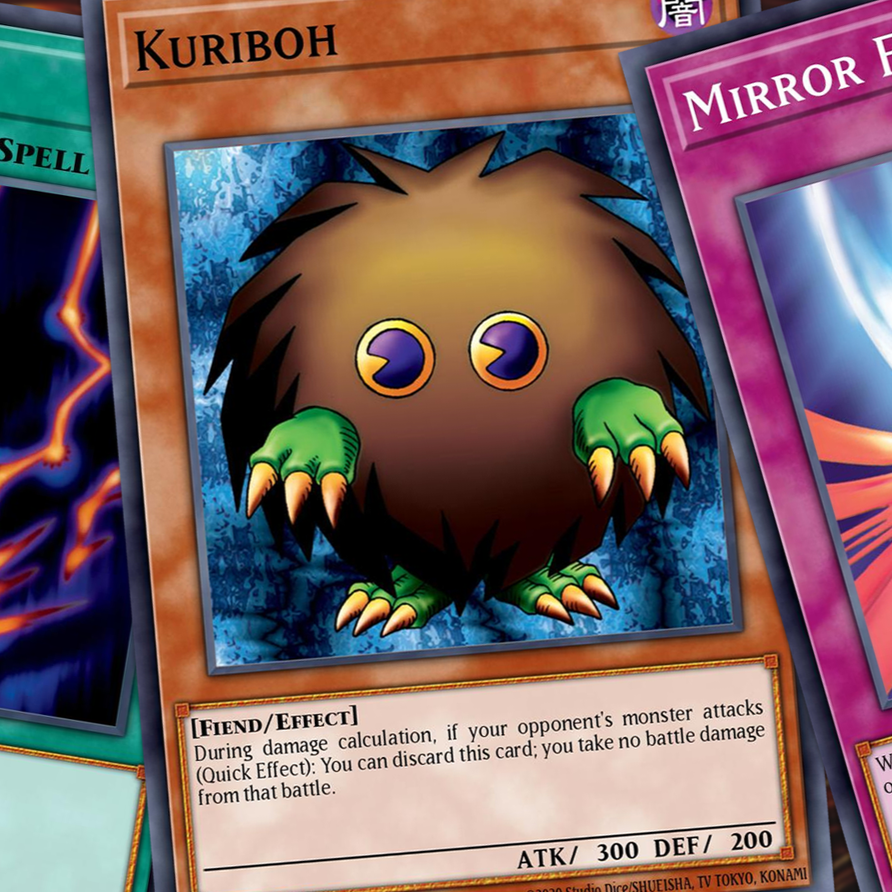 SPELL
KURIBOH
闇
MIRROR
[FIEND/EFFECT]
During damage calculation, if your opponent's monster attacks
(Quick Effect): You can discard this card; you take no battle damage
from that battle.
ATK/ 300 DEF/ 200
©2020 Studio Dice/SHUEISHA, TV TOKYO, KONAMI